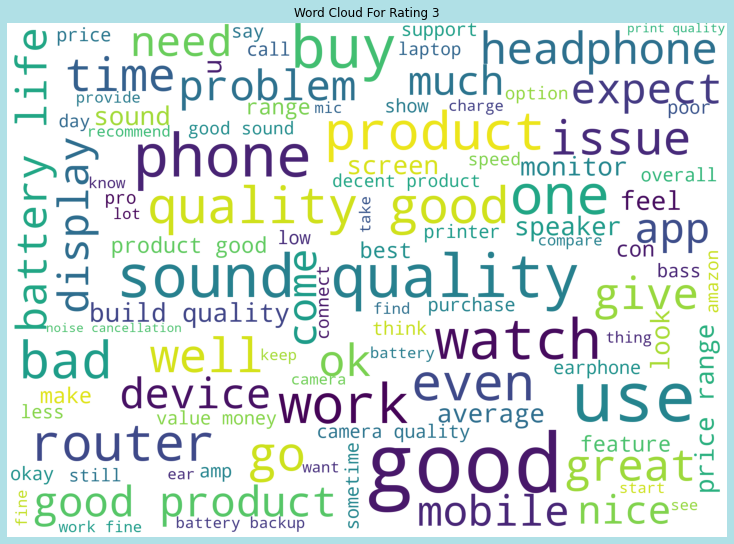 Word Cloud For Rating 3
price
need
say
call
buy
support
laptop
print quality
headphone
time
u
problem
much
expect
provide
range
mic
show
charge
option
poor
day
sound
recommend
good sound
battery life
display
know
pro
lot
phone
product
issue
screen
speed
monitor
overall
decent product
quality
take
good
one
feel
product good
low
come
best
printer
speaker
compare
con
app
sound quality
connect
bass
amazon
build quality
find
purchase
give
noise cancellation
think
watch
thing
look
bad
well
keep
ok
battery
earphone
price range
camera
make
device
work
even
use
less
value money
average
router
go
camera quality
good
feature
great
okay
still
ear
amp
want
sometime
start
see
fine
good product
mobile
nice
work fine
battery backup